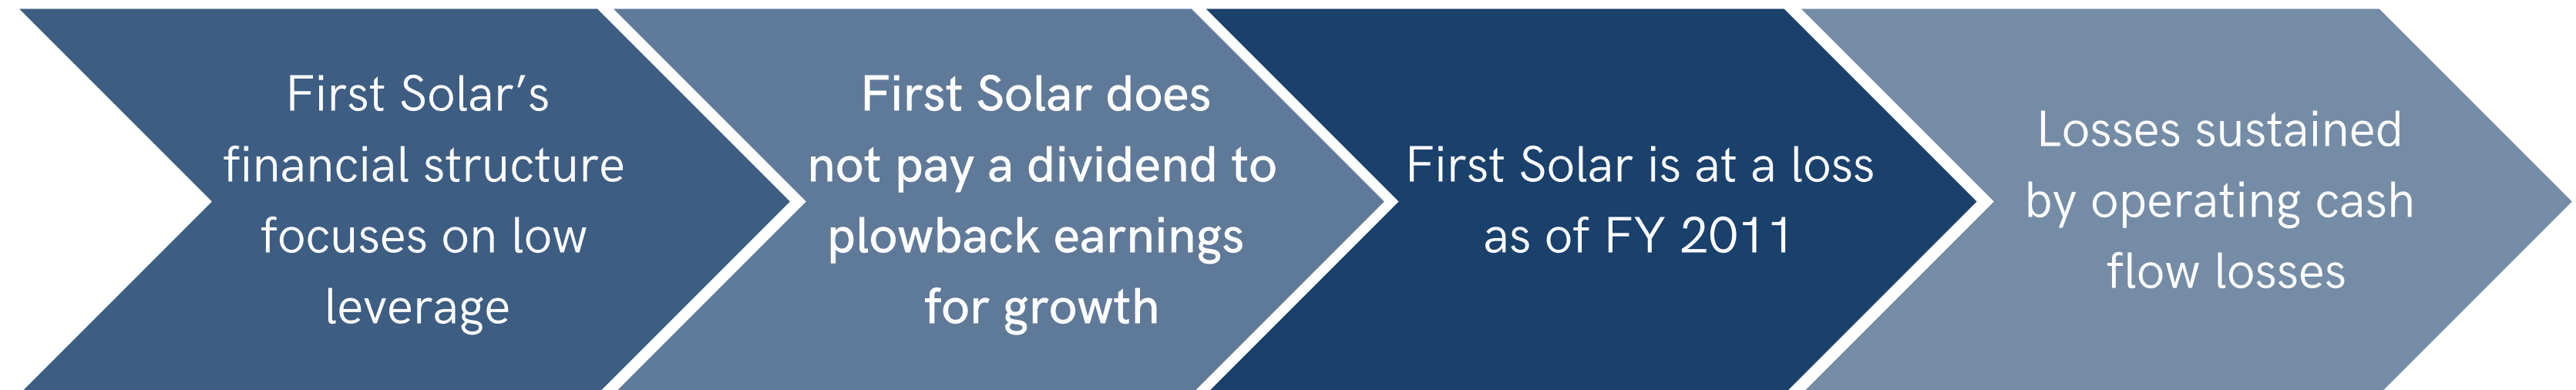 First Solar’s
financial structure
focuses on low
leverage
First Solar does
not pay a dividend to
plowback earnings
for growth
First Solar is at a loss
as of FY 2011
Losses sustained
by operating cash
flow losses